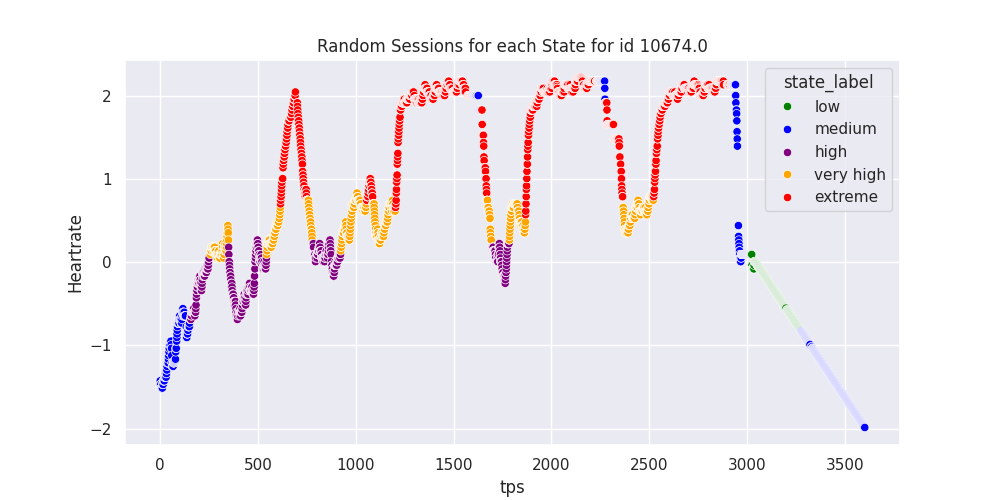 Random Sessions for each State for id 10674.0
state_label
low
medium
high
very high
extreme
Heartrate
2
1
0
−1
−2
0 500 1000 1500 2000 2500 3000 3500
tps